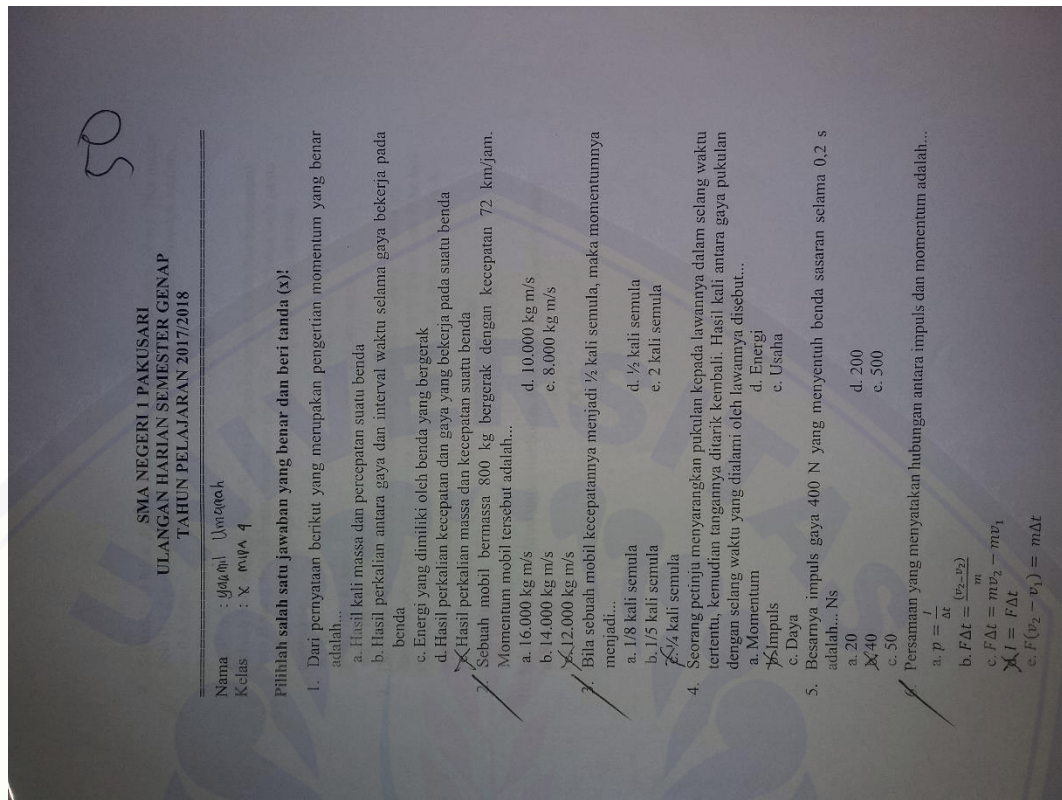 50
SMA NEGERI 1 PAKUSARI
ULANGAN HARIAN SEMESTER GENAP
TAHUN PELAJARAN 2017/2018
Nama : yaumil Umanah
Kelas : X MIPA 4
Pilihlah salah satu jawaban yang benar dan beri tanda (x)!
1. Dari pernyataan berikut yang merupakan pengertian momentum yang benar
adalah...
a. Hasil kali massa dan percepatan suatu benda
b. Hasil perkalian antara gaya dan interval waktu selama gaya bekerja pada
benda
c. Energi yang dimiliki oleh benda yang bergerak
d. Hasil perkalian kecepatan dan gaya yang bekerja pada suatu benda
e. Hasil perkalian massa dan kecepatan suatu benda
2. Sebuah mobil bermassa 800 kg bergerak dengan kecepatan 72 km/jam.
Momentum mobil tersebut adalah...
a. 16.000 kg m/s d. 10.000 kg m/s
b. 14.000 kg m/s e. 8.000 kg m/s
c. 12.000 kg m/s
3. Bila sebuah mobil kecepatannya menjadi ½ kali semula, maka momentumnya
menjadi...
a. 1/8 kali semula d. ½ kali semula
b. 1/5 kali semula e. 2 kali semula
c. ¼ kali semula
4. Seorang petinju menyarangkan pukulan kepada lawannya dalam selang waktu
tertentu, kemudian tangannya ditarik kembali. Hasil kali antara gaya pukulan
dengan selang waktu yang dialami oleh lawannya disebut...
a. Momentum d. Energi
b. Impuls e. Usaha
c. Daya
5. Besarnya impuls gaya 400 N yang menyentuh benda sasaran selama 0,2 s
adalah... Ns
a. 20 d. 200
b. 40 e. 500
c. 50
6. Persamaan yang menyatakan hubungan antara impuls dan momentum adalah...
a. p = I/Δt
b. FΔt = (v₂−v₂)/m
c. FΔt = mv₂ − mv₁
d. I = FΔt
e. F(v₂ − v₁) = mΔt
UNIVERSITAS